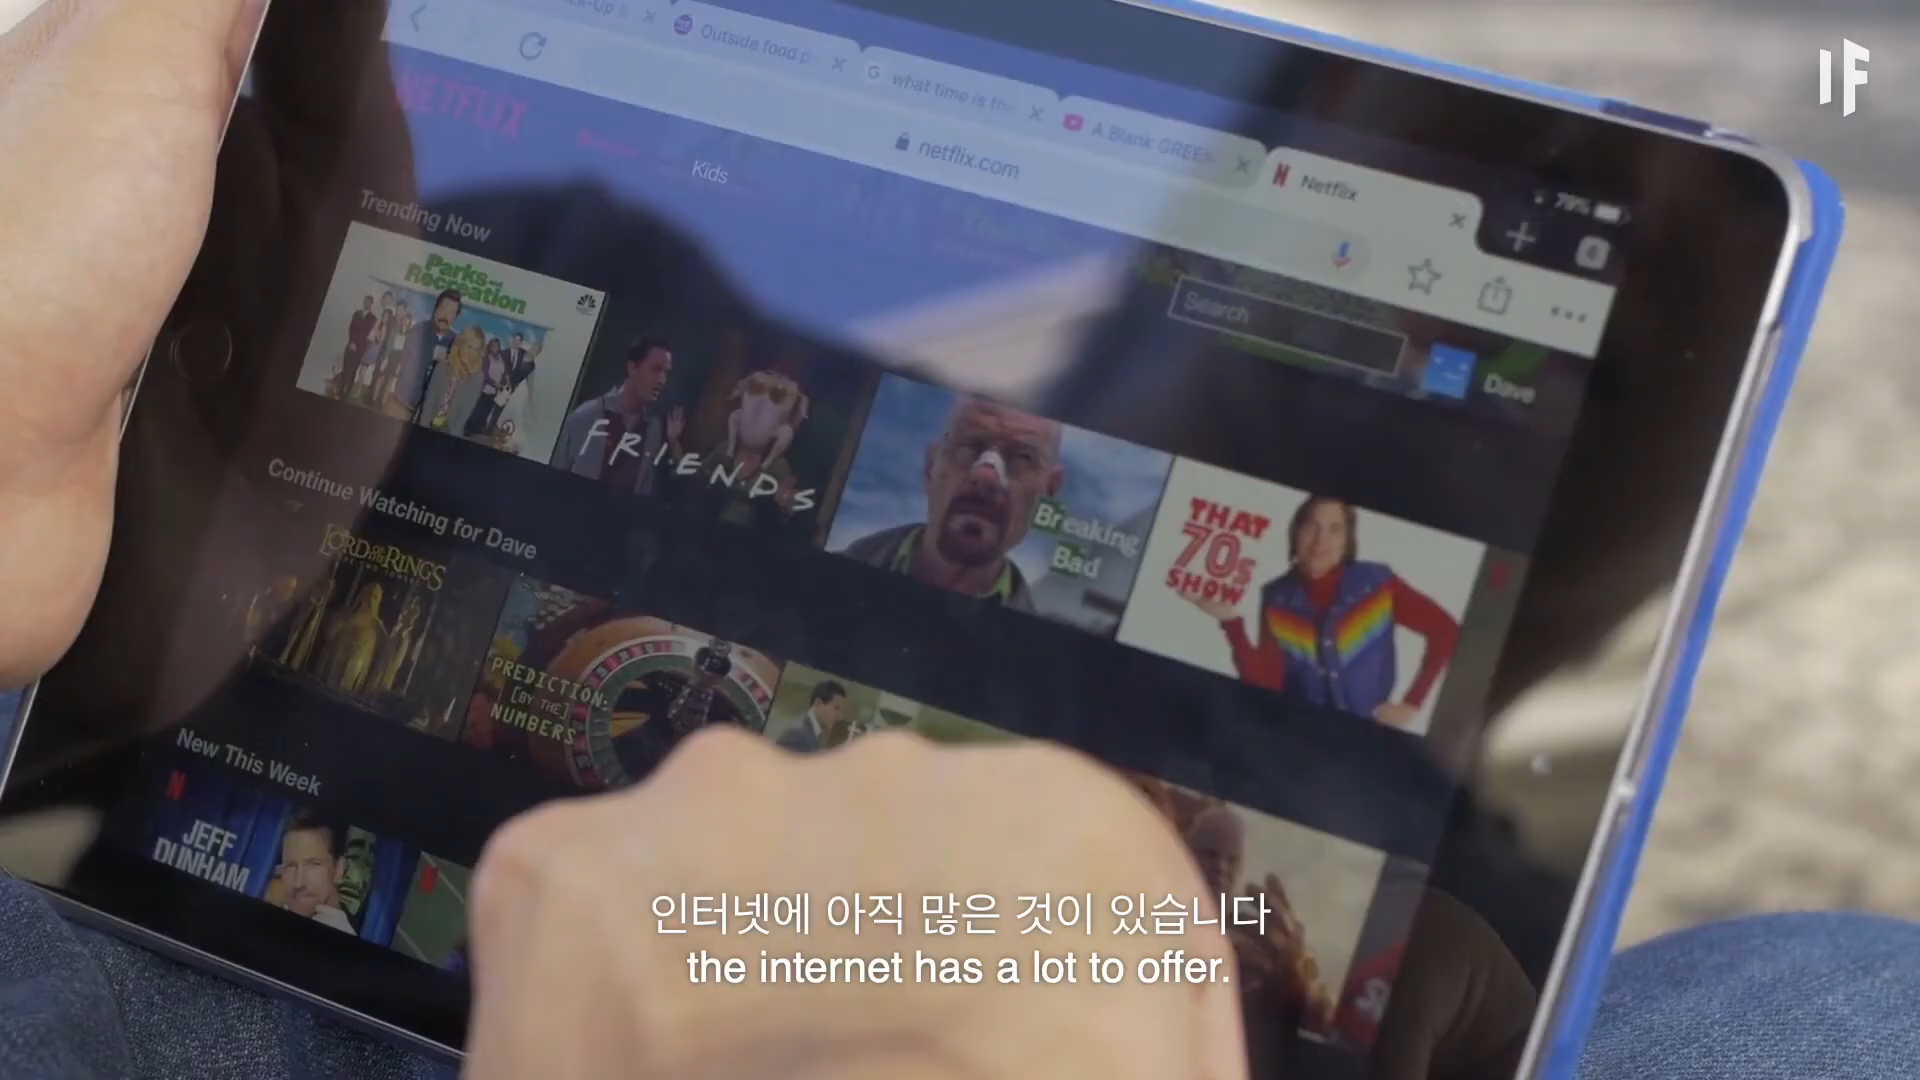 IF
Outside food p
what time is the
A Blank GREEN
Netflix
79%
netflix.com
NETFLIX
Kids
Search
Dave
Trending Now
Parks and Recreation
FRIENDS
Breaking
Bad
THAT
70s
SHOW
Continue Watching for Dave
LORD OF THE RINGS
PREDICTION:
[BY THE]
NUMBERS
New This Week
JEFF
DUNHAM
인터넷에 아직 많은 것이 있습니다
the internet has a lot to offer.